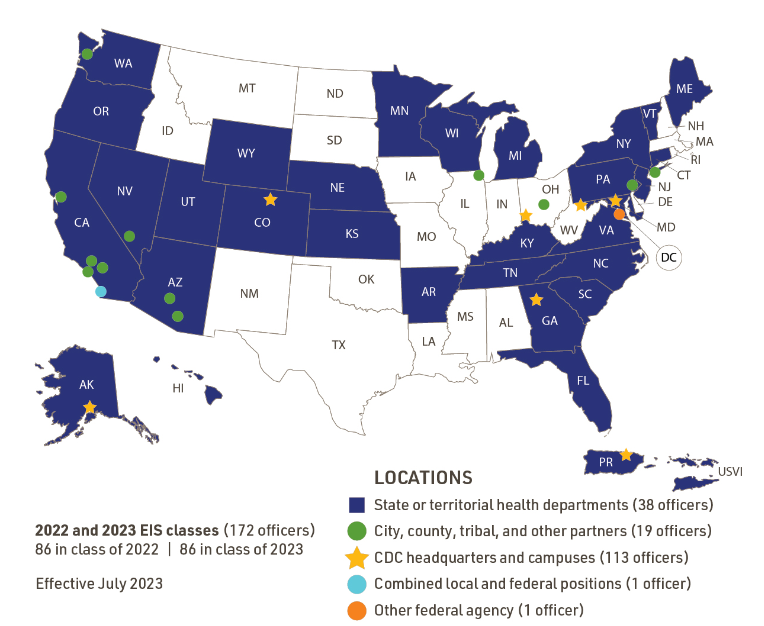 WA
OR
CA
NV
ID
MT
WY
UT
AZ
CO
NM
ND
SD
NE
KS
OK
TX
MN
IA
MO
AR
LA
WI
IL
MI
IN
OH
KY
TN
MS
AL
GA
FL
SC
NC
VA
WV
PA
NY
VT
ME
NH
MA
RI
CT
NJ
DE
MD
DC
AK
HI
PR
USVI
LOCATIONS
State or territorial health departments (38 officers)
City, county, tribal, and other partners (19 officers)
CDC headquarters and campuses (113 officers)
Combined local and federal positions (1 officer)
Other federal agency (1 officer)
2022 and 2023 EIS classes (172 officers)
86 in class of 2022 | 86 in class of 2023
Effective July 2023